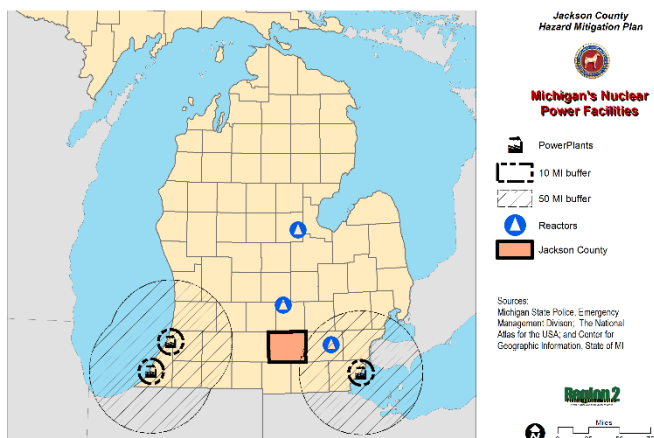 Jackson County
Hazard Mitigation Plan
Michigan's Nuclear
Power Facilities
PowerPlants
10 MI buffer
50 MI buffer
Reactors
Jackson County
Sources:
Michigan State Police, Emergency
Management Divison; The National
Atlas for the USA; and Center for
Geographic Information, State of MI
Region 2
Miles